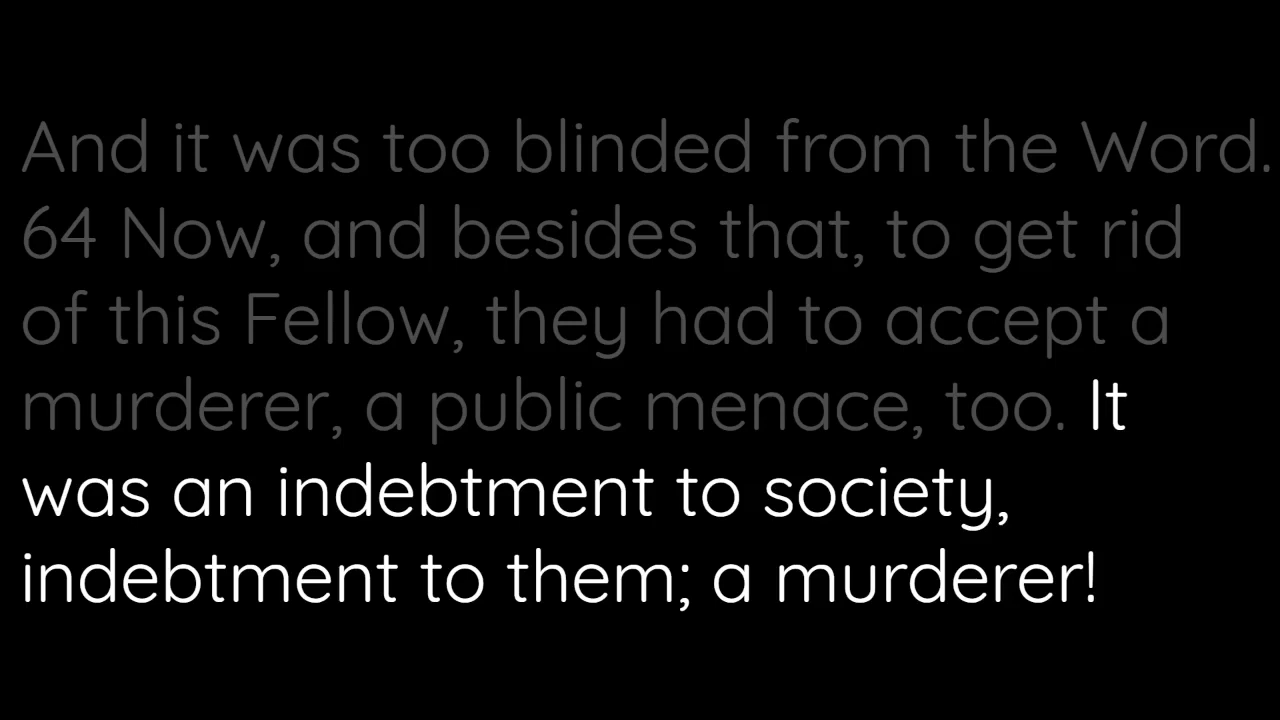 And it was too blinded from the Word.
64 Now, and besides that, to get rid
of this Fellow, they had to accept a
murderer, a public menace, too. It
was an indebtment to society,
indebtment to them; a murderer!